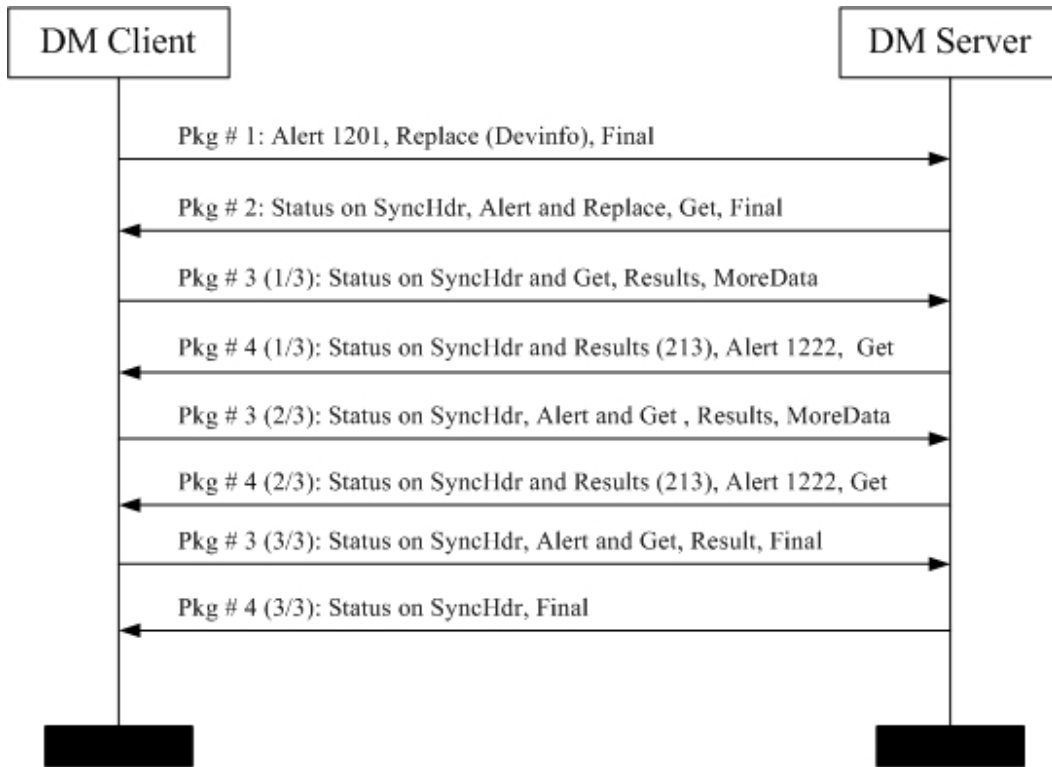 DM Client
DM Server
Pkg # 1: Alert 1201, Replace (Devinfo), Final
Pkg # 2: Status on SyncHdr, Alert and Replace, Get, Final
Pkg # 3 (1/3): Status on SyncHdr and Get, Results, MoreData
Pkg # 4 (1/3): Status on SyncHdr and Results (213), Alert 1222, Get
Pkg # 3 (2/3): Status on SyncHdr, Alert and Get , Results, MoreData
Pkg # 4 (2/3): Status on SyncHdr and Results (213), Alert 1222, Get
Pkg # 3 (3/3): Status on SyncHdr, Alert and Get, Result, Final
Pkg # 4 (3/3): Status on SyncHdr, Final